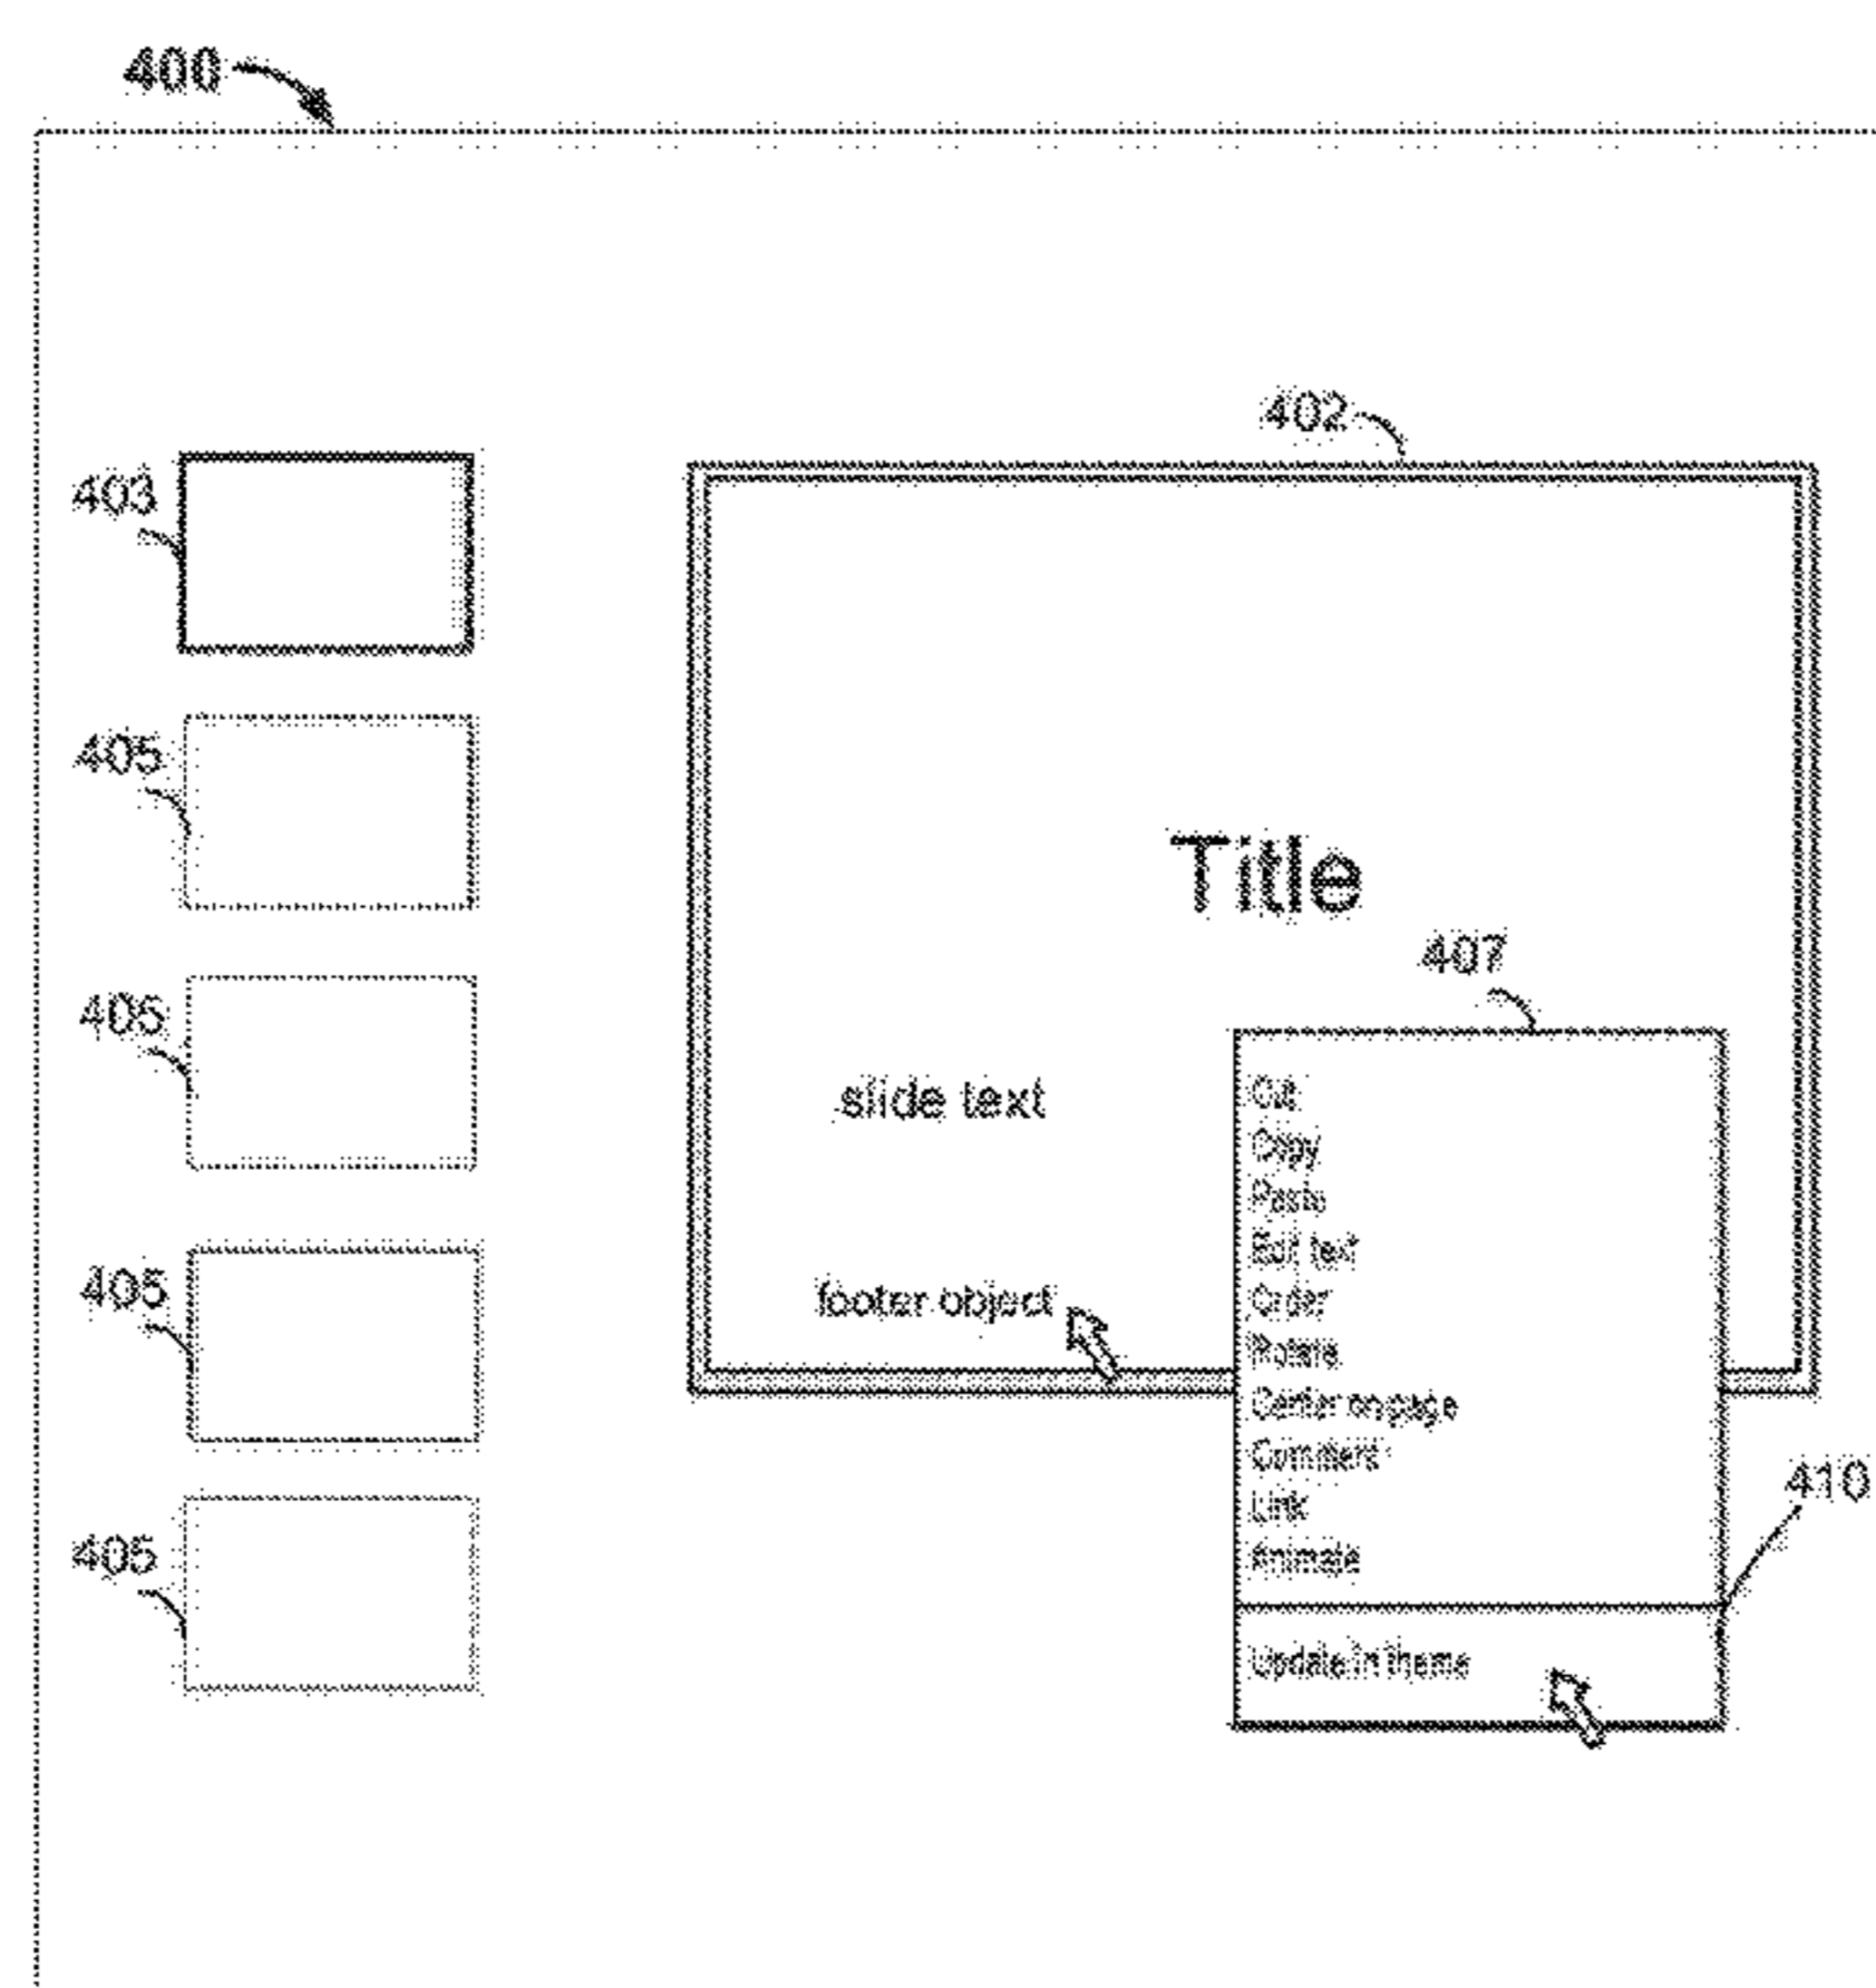 400
402
403
405
Title
407
405
slide text
Cut
Copy
Paste
Edit text
405
footer object
Order
Rotate
Center on page
Comment
410
Link
405
Animate
Update in theme